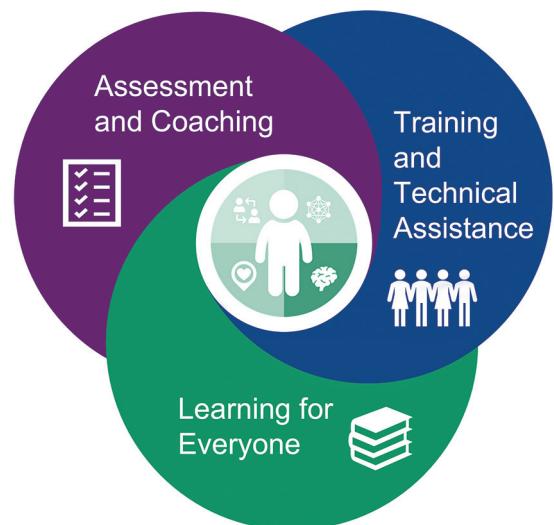 Assessment
and Coaching
Training
and
Technical
Assistance
Learning for
Everyone